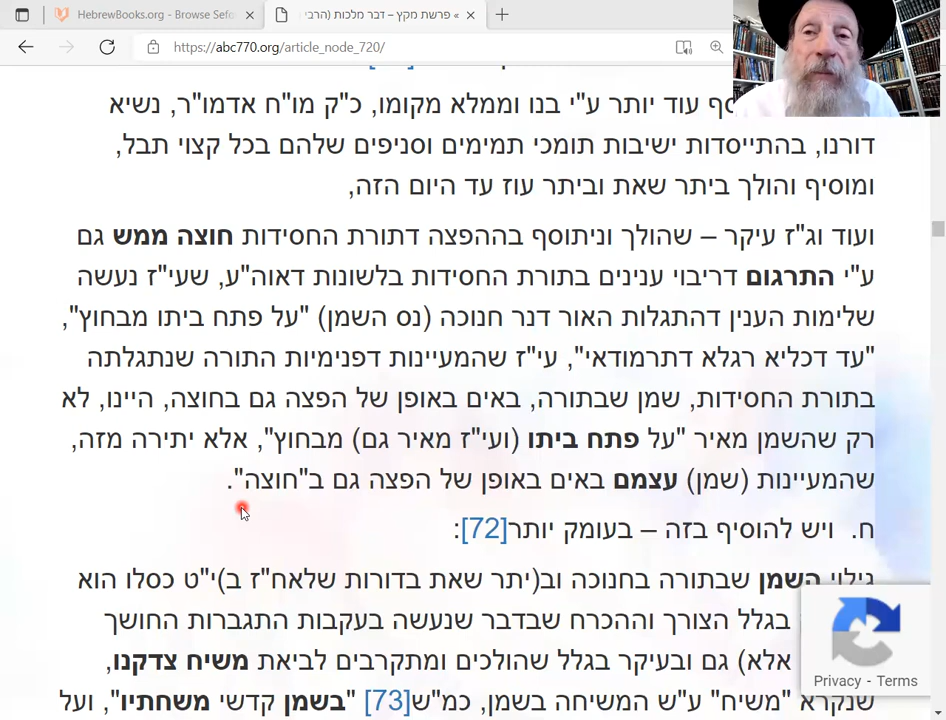 HebrewBooks.org - Browse Sefo
» פרשת מקץ – דבר מלכות (הרבי
https://abc770.org/article_node_720/
עוד יותר ע"י בנו וממלא מקומו, כ"ק מו"ח אדמו"ר, נשיא
דורנו, בהתייסדות ישיבות תומכי תמימים וסניפים שלהם בכל קצוי תבל,
ומוסיף והולך ביתר שאת וביתר עוז עד היום הזה,
ועוד וג"ז עיקר – שהולך וניתוסף בההפצה דתורת החסידות חוצה ממש גם
ע"י התרגום דריבוי ענינים בתורת החסידות בלשונות דאוה"ע, שעי"ז נעשה
שלימות הענין דהתגלות האור דנר חנוכה (נס השמן) "על פתח ביתו מבחוץ",
"עד דכליא רגלא דתרמודאי", עי"ז שהמעיינות דפנימיות התורה שנתגלתה
בתורת החסידות, שמן שבתורה, באים באופן של הפצה גם בחוצה, היינו, לא
רק שהשמן מאיר "על פתח ביתו (ועי"ז מאיר גם) מבחוץ", אלא יתירה מזה,
שהמעיינות (שמן) עצמם באים באופן של הפצה גם ב"חוצה".
ח. ויש להוסיף בזה – בעומק יותר[72]:
גילוי השמן שבתורה בחנוכה וב(יתר שאת בדורות שלאח"ז ב)י"ט כסלו הוא
בגלל הצורך וההכרח שבדבר שנעשה בעקבות התגברות החושך
אלא) גם ובעיקר בגלל שהולכים ומתקרבים לביאת משיח צדקנו,
שנקרא "משיח" ע"ש המשיחה בשמן, כמ"ש[73] "בשמן קדשי משחתיו", ועל
Privacy - Terms